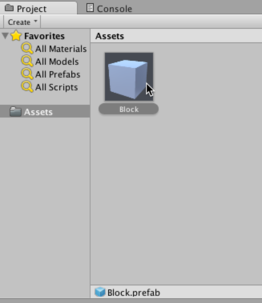 Project
Console
Create
Favorites
All Materials
All Models
All Prefabs
All Scripts
Assets
Assets
Block
Block.prefab